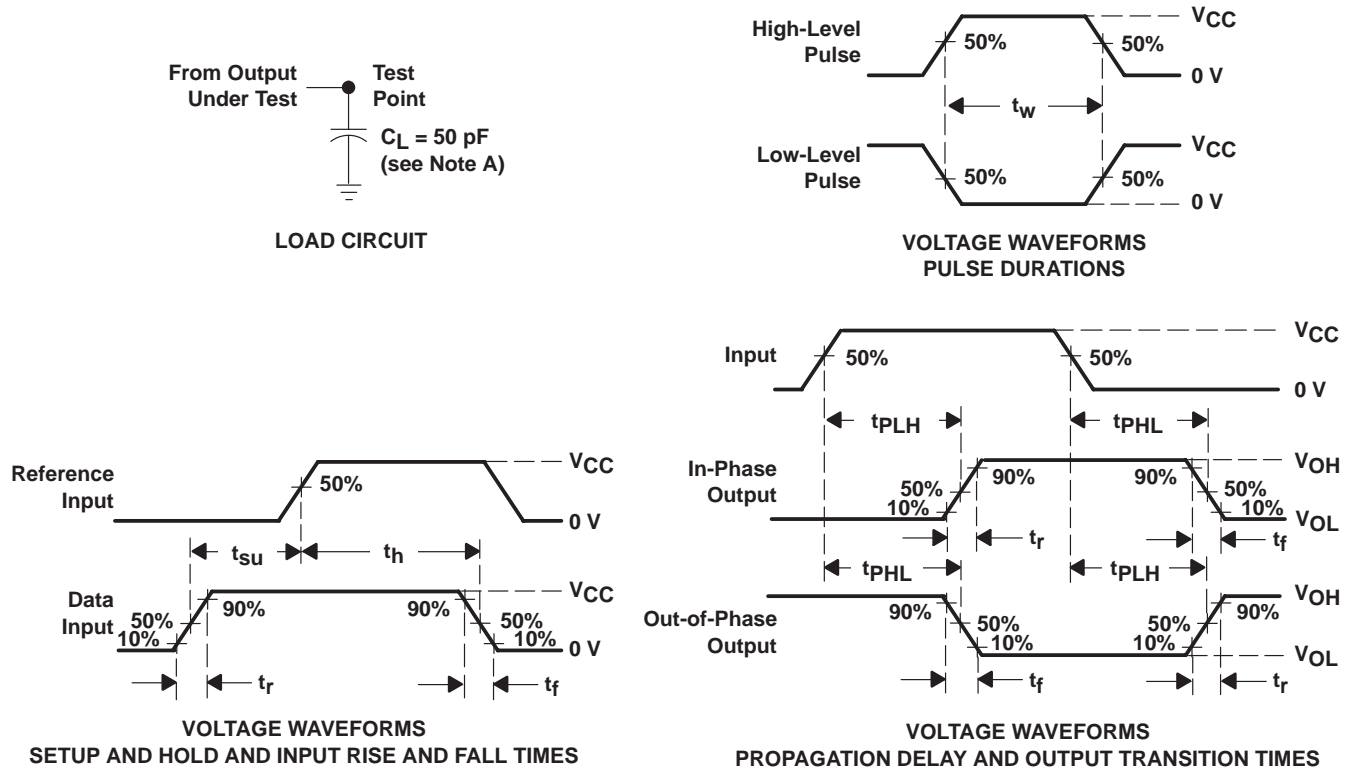 From Output
Under Test
Test
Point
CL = 50 pF
(see Note A)
LOAD CIRCUIT
High-Level
Pulse
50%
50%
VCC
0 V
tw
Low-Level
Pulse
50%
50%
VCC
0 V
VOLTAGE WAVEFORMS
PULSE DURATIONS
Reference
Input
50%
VCC
0 V
tsu
th
Data
Input
50%
10%
90%
90%
50%
10%
VCC
0 V
tr
tf
VOLTAGE WAVEFORMS
SETUP AND HOLD AND INPUT RISE AND FALL TIMES
Input
50%
50%
VCC
0 V
tPLH
tPHL
In-Phase
Output
50%
10%
90%
90%
50%
10%
VOH
VOL
tr
tf
tPHL
tPLH
Out-of-Phase
Output
90%
50%
10%
50%
10%
90%
VOH
VOL
tf
tr
VOLTAGE WAVEFORMS
PROPAGATION DELAY AND OUTPUT TRANSITION TIMES